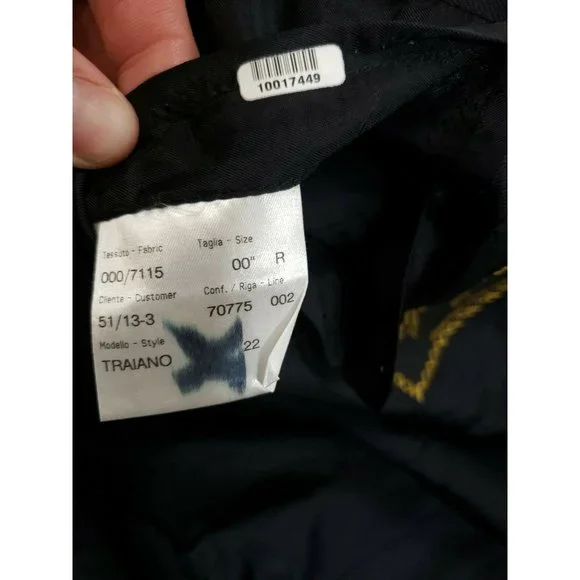 10017449
Tessuto - Fabric Taglia - Size
000/7115 00" R
Cliente - Customer Conf. / Riga - Line
51/13-3 70775 002
Modello - Style
TRAIANO 22